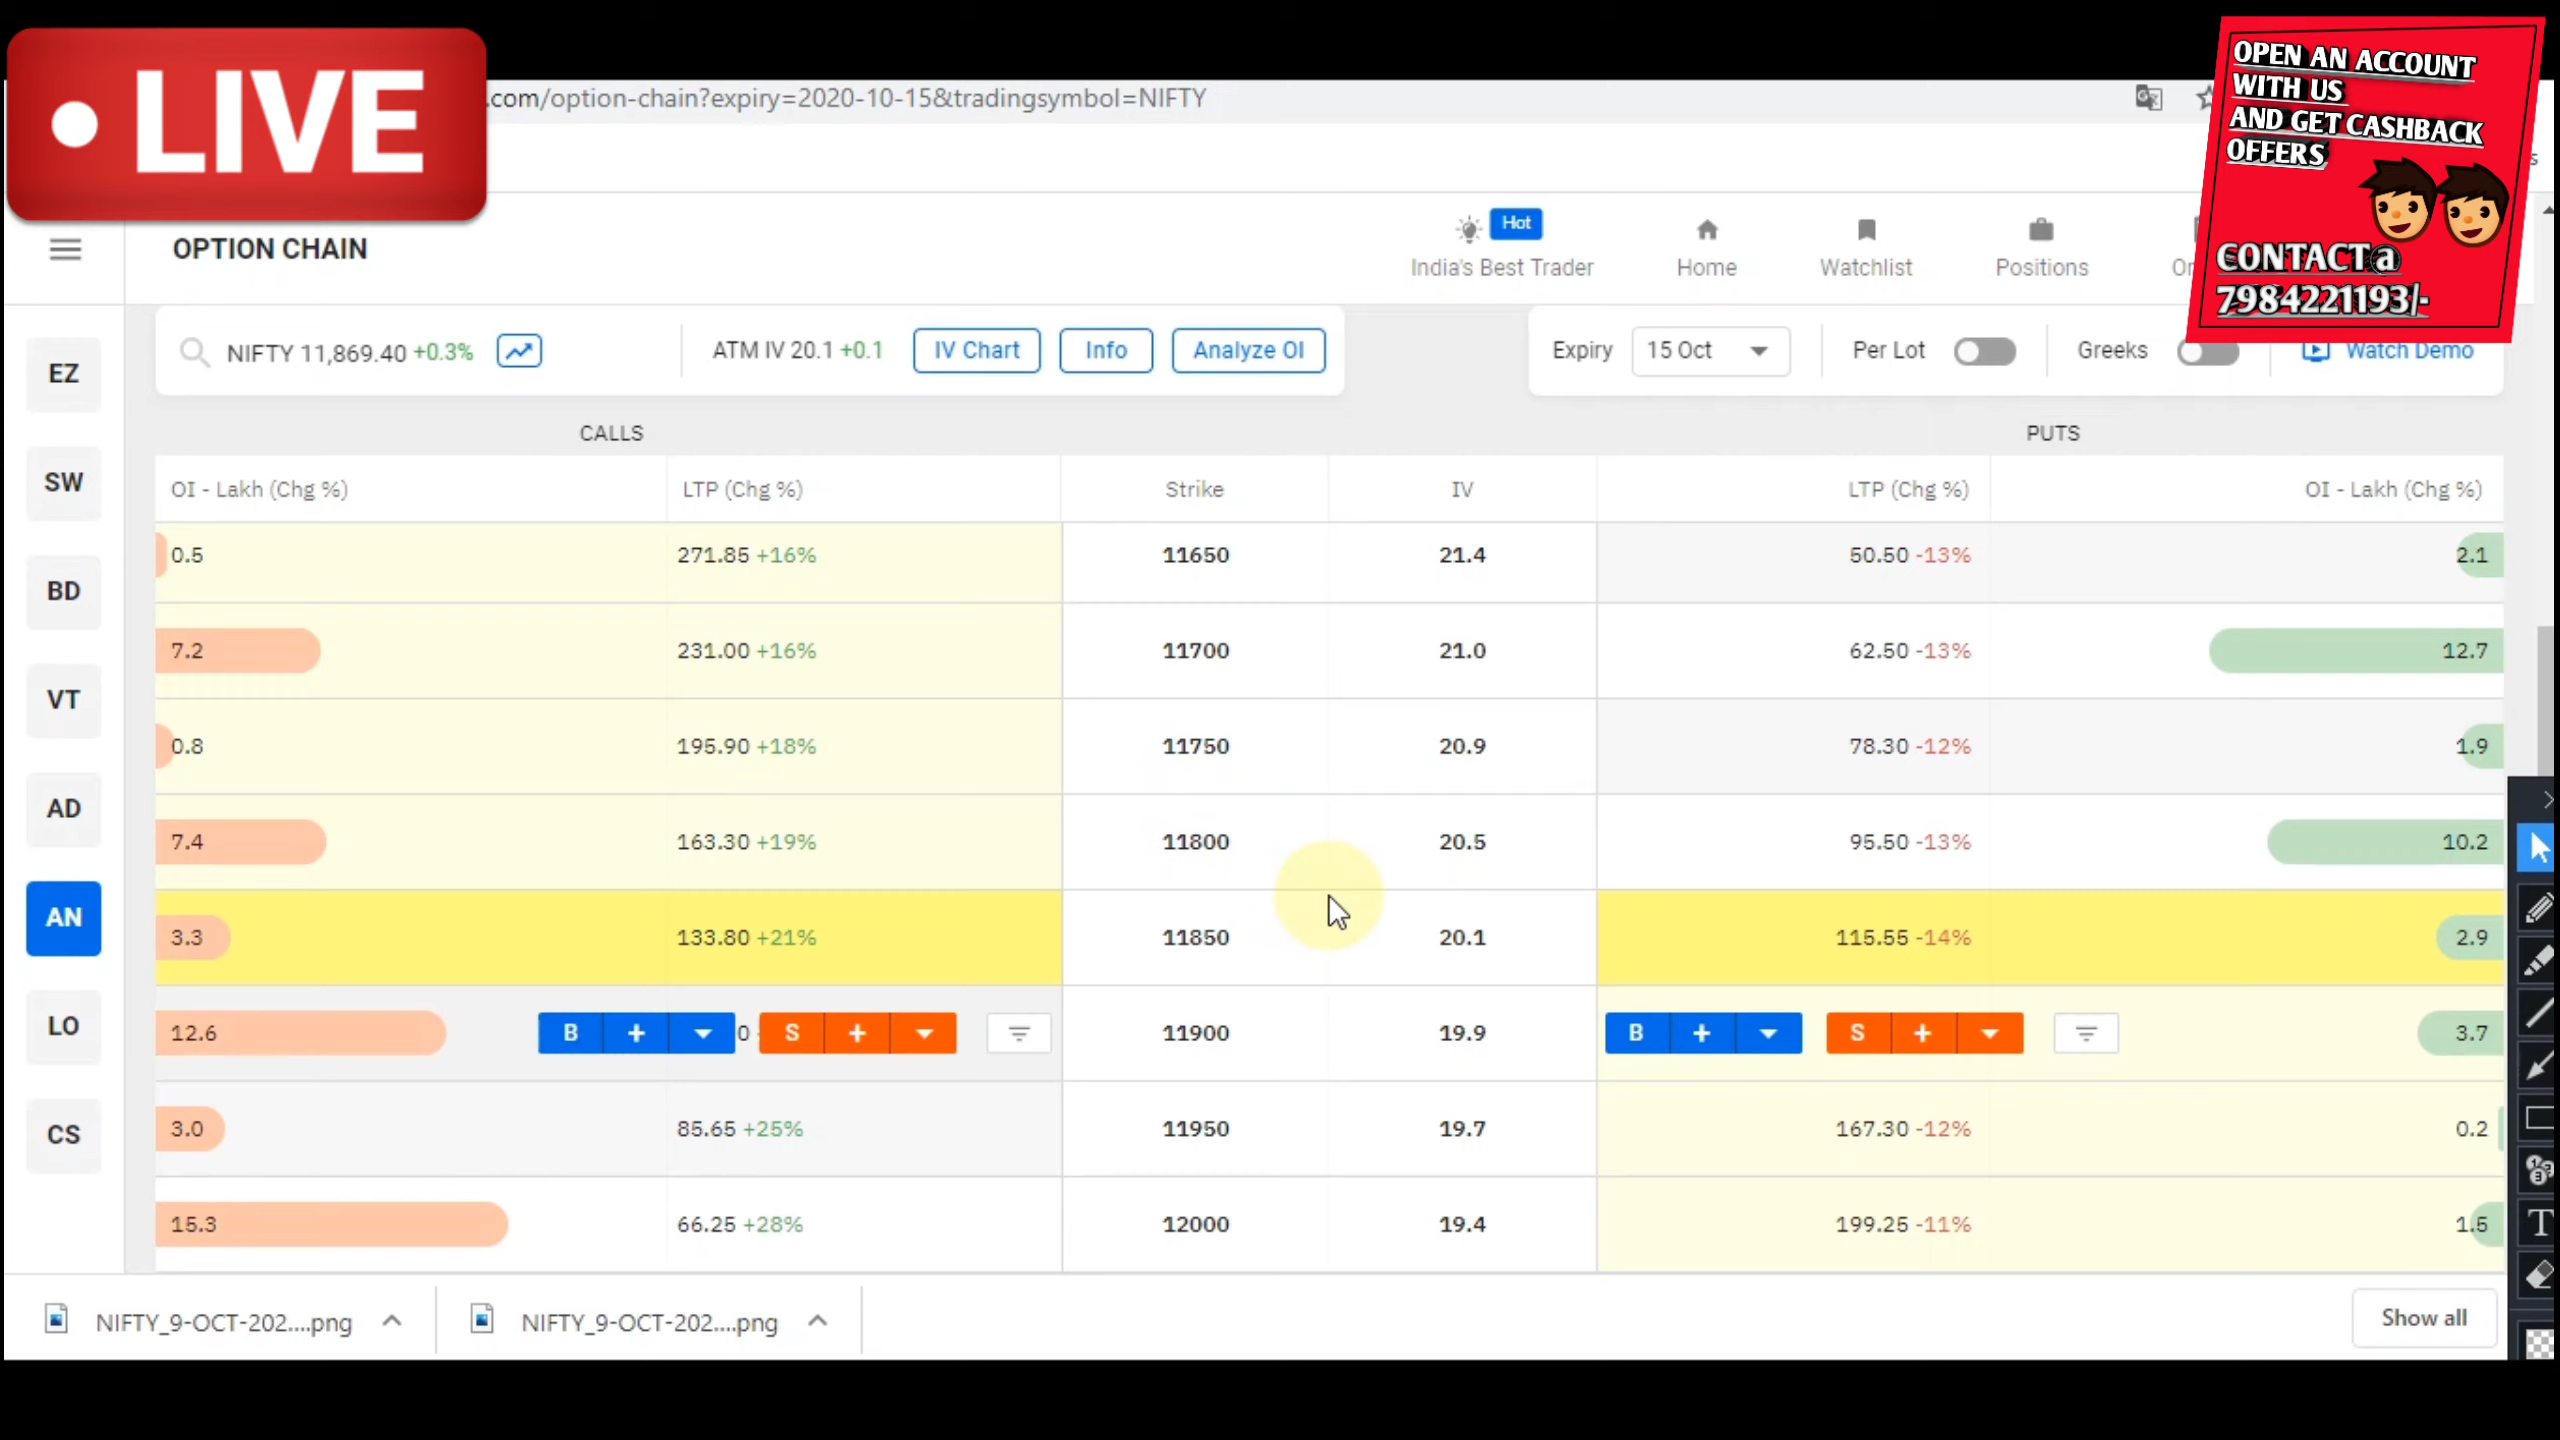 LIVE
.com/option-chain?expiry=2020-10-15&tradingsymbol=NIFTY
OPEN AN ACCOUNT
WITH US
AND GET CASHBACK
OFFERS
CONTACT@
7984221193/-
OPTION CHAIN
Hot
India's Best Trader
Home
Watchlist
Positions
NIFTY 11,869.40 +0.3%
ATM IV 20.1 +0.1
IV Chart
Info
Analyze OI
Expiry
15 Oct
Per Lot
Greeks
Watch Demo
EZ
SW
BD
VT
AD
AN
LO
CS
CALLS
PUTS
OI - Lakh (Chg %) LTP (Chg %) Strike IV LTP (Chg %) OI - Lakh (Chg %)
0.5 271.85 +16% 11650 21.4 50.50 -13% 2.1
7.2 231.00 +16% 11700 21.0 62.50 -13% 12.7
0.8 195.90 +18% 11750 20.9 78.30 -12% 1.9
7.4 163.30 +19% 11800 20.5 95.50 -13% 10.2
3.3 133.80 +21% 11850 20.1 115.55 -14% 2.9
12.6 B + 0 S + 11900 19.9 B + S + 3.7
3.0 85.65 +25% 11950 19.7 167.30 -12% 0.2
15.3 66.25 +28% 12000 19.4 199.25 -11% 1.5
NIFTY_9-OCT-202....png
NIFTY_9-OCT-202....png
Show all
T